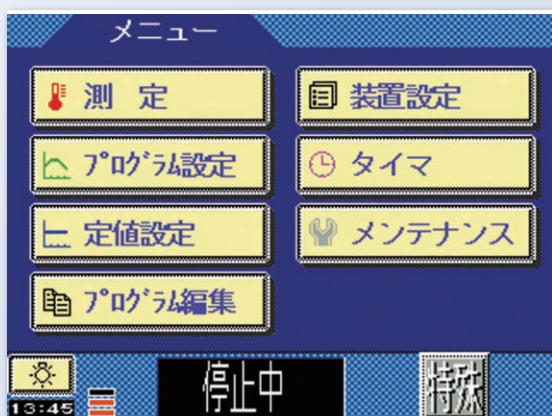 メニュー
測 定
プログラム設定
定値設定
プログラム編集
装置設定
タイマ
メンテナンス
13:45
停止中
特殊